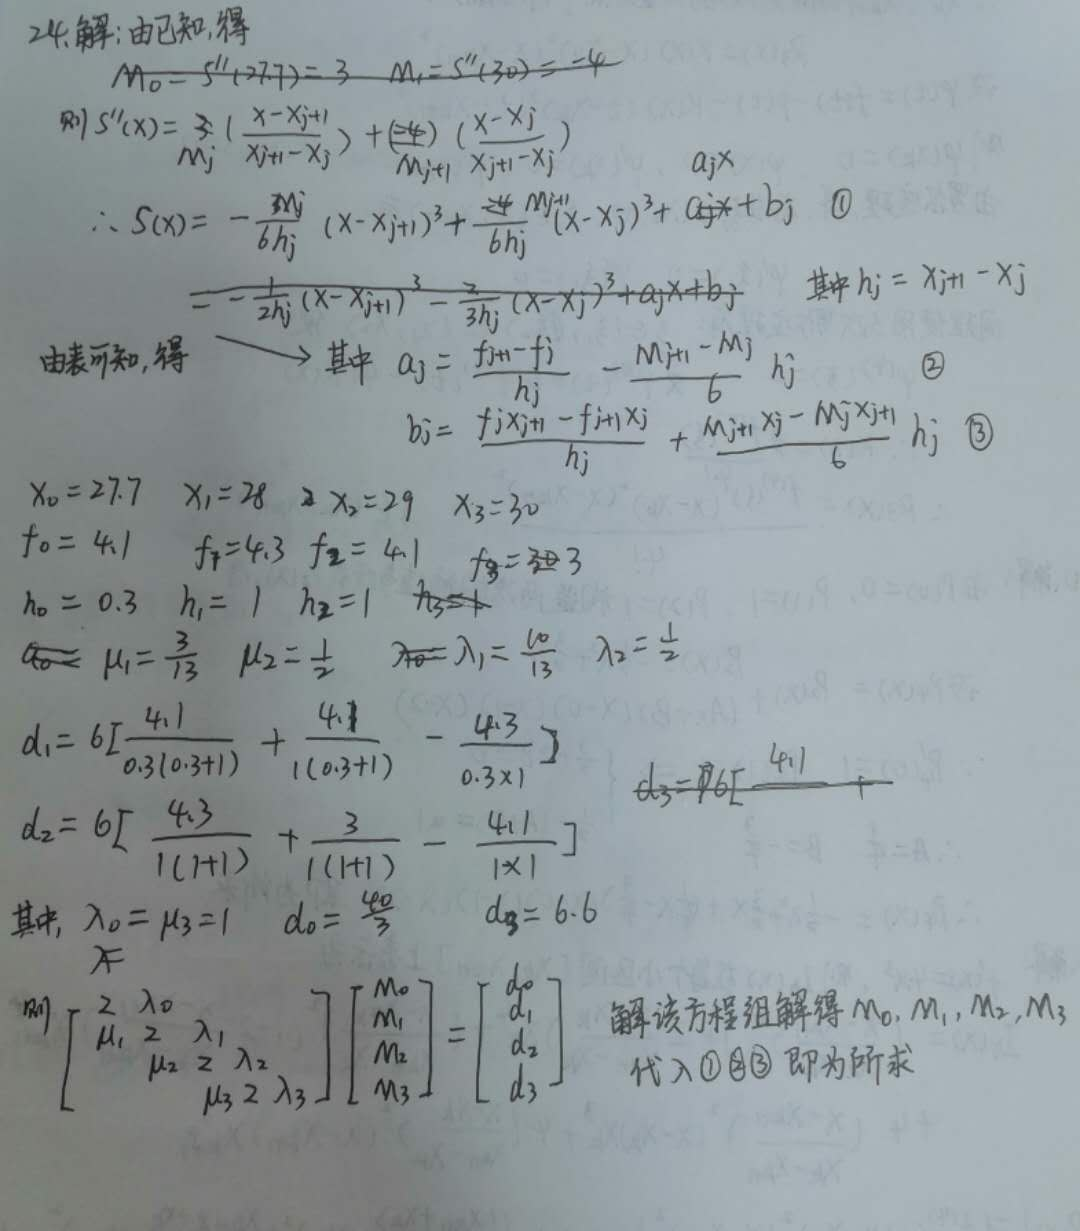 24.解:由已知,得
M₀ = S''(27.7) = 3 M₁ = S''(30) = -4
则 S''(x) = Mj (x-xj+1 / xj+1-xj) + Mj+1 (x-xj / xj+1-xj)
∴ S(x) = - Mj/6hj (x-xj+1)³ + Mj+1/6hj (x-xj)³ + ajx + bj ①
= - 1/2hj (x-xj+1)³ - 2/3hj (x-xj)³ + ajx + bj 其中 hj = xj+1 - xj
由表可知,得 → 其中 aj = fj+1-fj / hj - Mj+1-Mj / 6 hj ②
bj = fjxj+1 - fj+1xj / hj + Mj+1xj - Mjxj+1 / 6 hj ③
x₀ = 27.7 x₁ = 28 x₂ = 29 x₃ = 30
f₀ = 4.1 f₁ = 4.3 f₂ = 4.1 f₃ = 3
h₀ = 0.3 h₁ = 1 h₂ = 1 h₃ = 1
μ₁ = 3/13 μ₂ = 1/2 λ₁ = 10/13 λ₂ = 1/2
d₁ = 6[ 4.1 / 0.3(0.3+1) + 4.1 / 1(0.3+1) - 4.3 / 0.3×1 ]
d₃ = 6[ 4.1 +
d₂ = 6[ 4.3 / 1(1+1) + 3 / 1(1+1) - 4.1 / 1×1 ]
其中, λ₀ = μ₃ = 1 d₀ = 40/3 d₃ = 6.6
则 [ 2 λ₀
μ₁ 2 λ₁
μ₂ 2 λ₂
μ₃ 2 λ₃ ] [ M₀ M₁ M₂ M₃ ] = [ d₀ d₁ d₂ d₃ ]
解该方程组解得 M₀, M₁, M₂, M₃
代入①②③ 即为所求